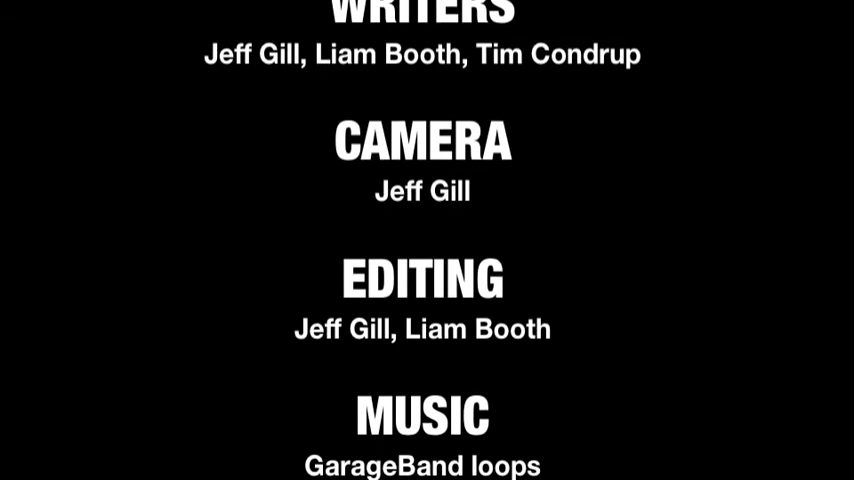 WRITERS
Jeff Gill, Liam Booth, Tim Condrup
CAMERA
Jeff Gill
EDITING
Jeff Gill, Liam Booth
MUSIC
GarageBand loops